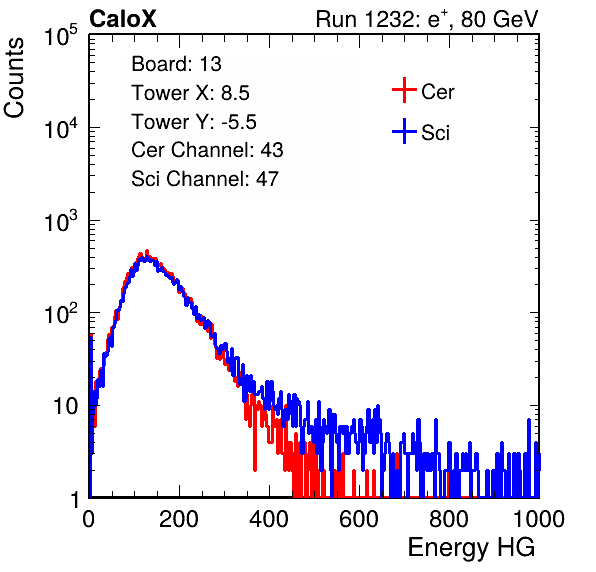 CaloX
Run 1232: e⁺, 80 GeV
Counts
10⁵
10⁴
10³
10²
10
1
Board: 13
Tower X: 8.5
Tower Y: -5.5
Cer Channel: 43
Sci Channel: 47
Cer
Sci
0 200 400 600 800 1000
Energy HG